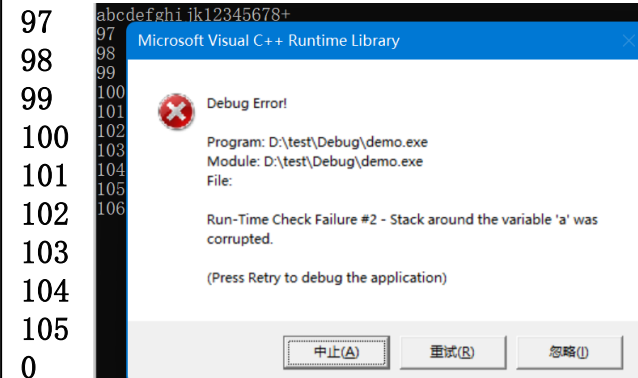 97
98
99
100
101
102
103
104
105
0
abcdefghijk12345678+
97
98
99
100
101
102
103
104
105
106
Microsoft Visual C++ Runtime Library
Debug Error!
Program: D:\test\Debug\demo.exe
Module: D:\test\Debug\demo.exe
File:
Run-Time Check Failure #2 - Stack around the variable 'a' was
corrupted.
(Press Retry to debug the application)
中止(A) 重试(R) 忽略(I)